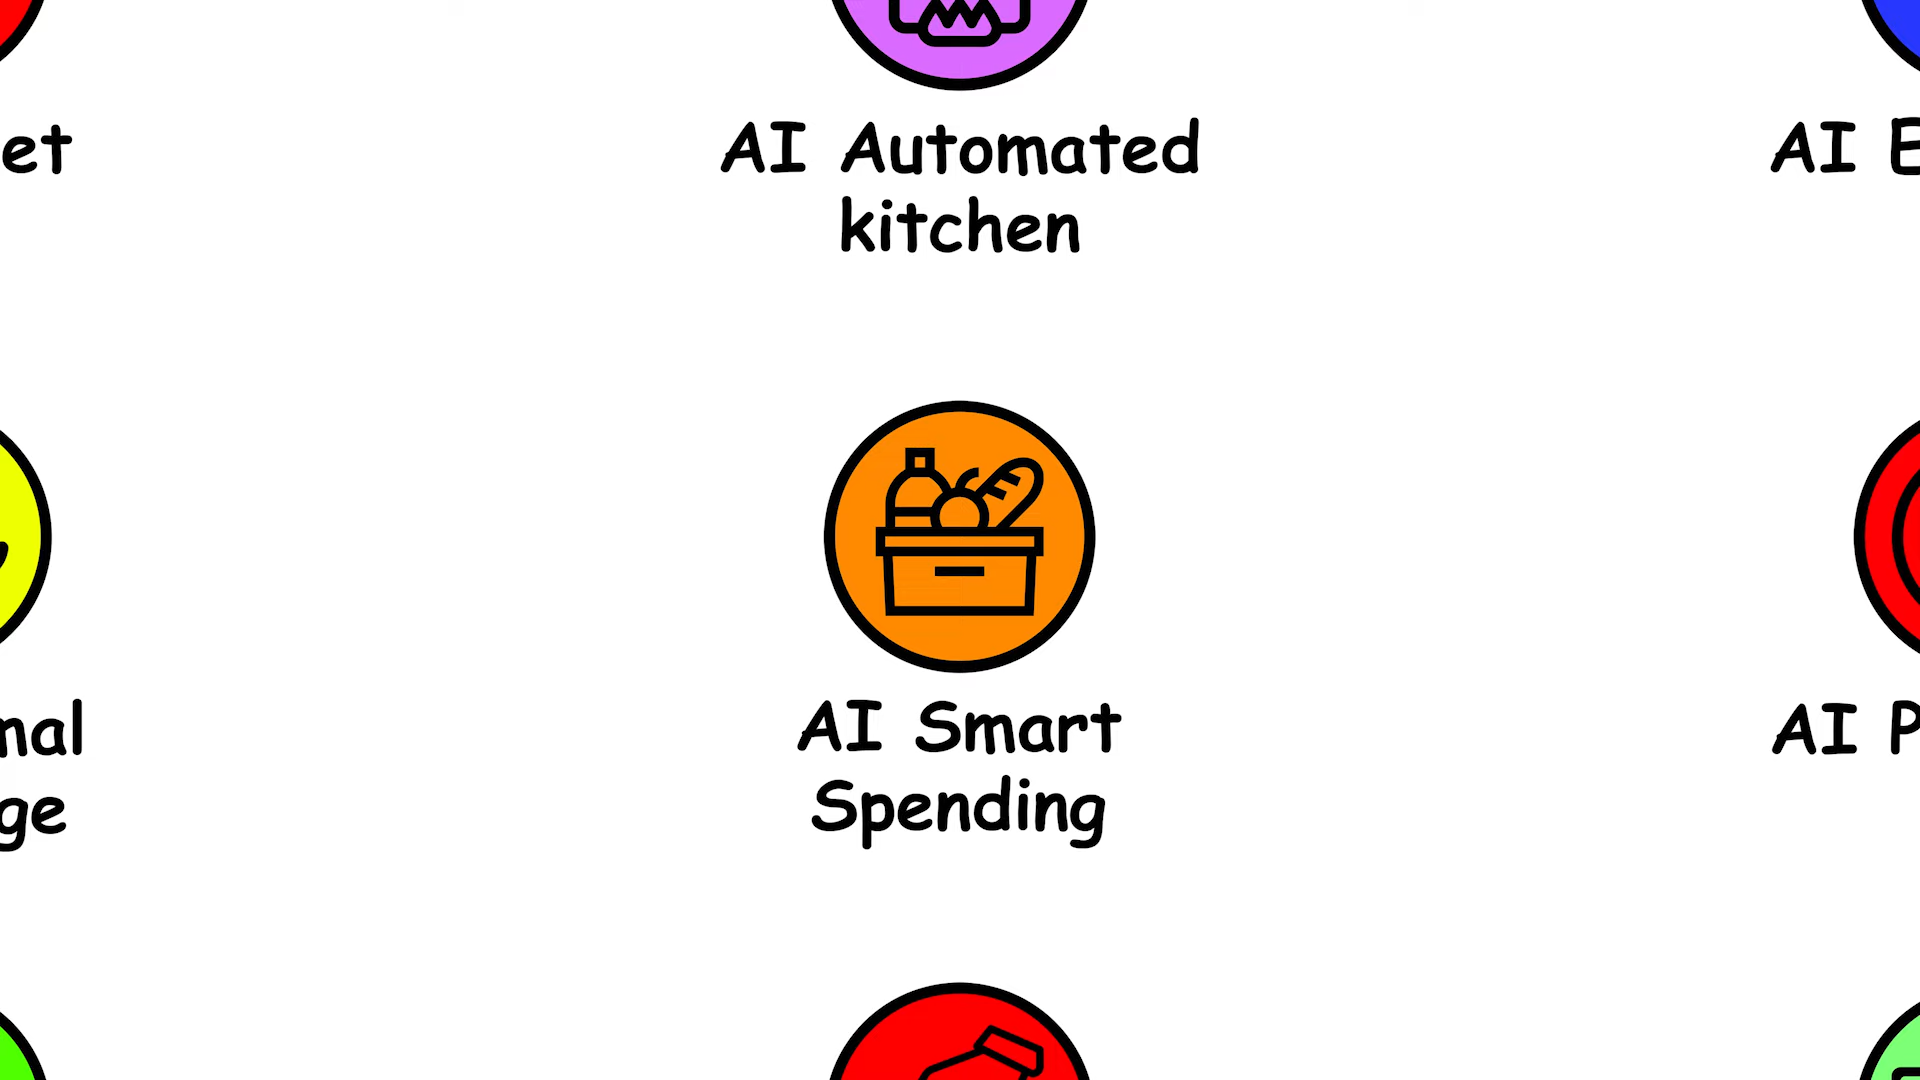 et
AI Automated
kitchen
AI E
nal
ge
AI Smart
Spending
AI P